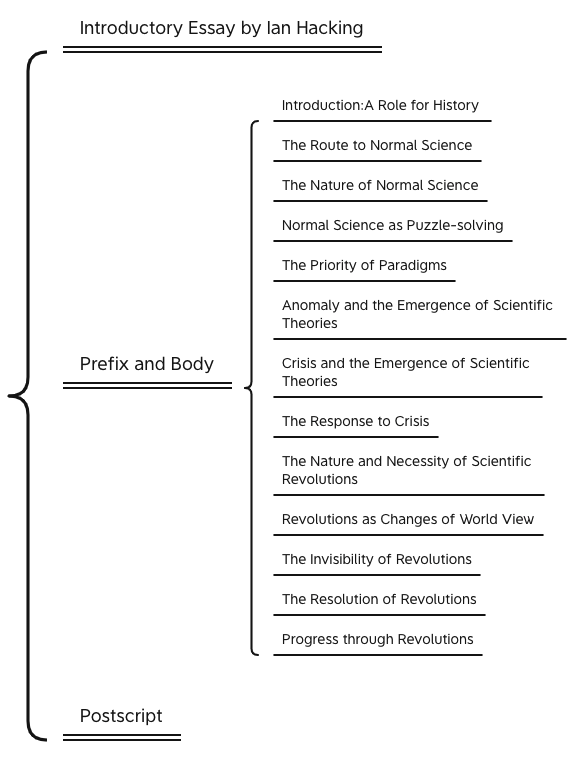 Introductory Essay by Ian Hacking
Introduction:A Role for History
The Route to Normal Science
The Nature of Normal Science
Normal Science as Puzzle-solving
The Priority of Paradigms
Anomaly and the Emergence of Scientific
Theories
Prefix and Body
Crisis and the Emergence of Scientific
Theories
The Response to Crisis
The Nature and Necessity of Scientific
Revolutions
Revolutions as Changes of World View
The Invisibility of Revolutions
The Resolution of Revolutions
Progress through Revolutions
Postscript